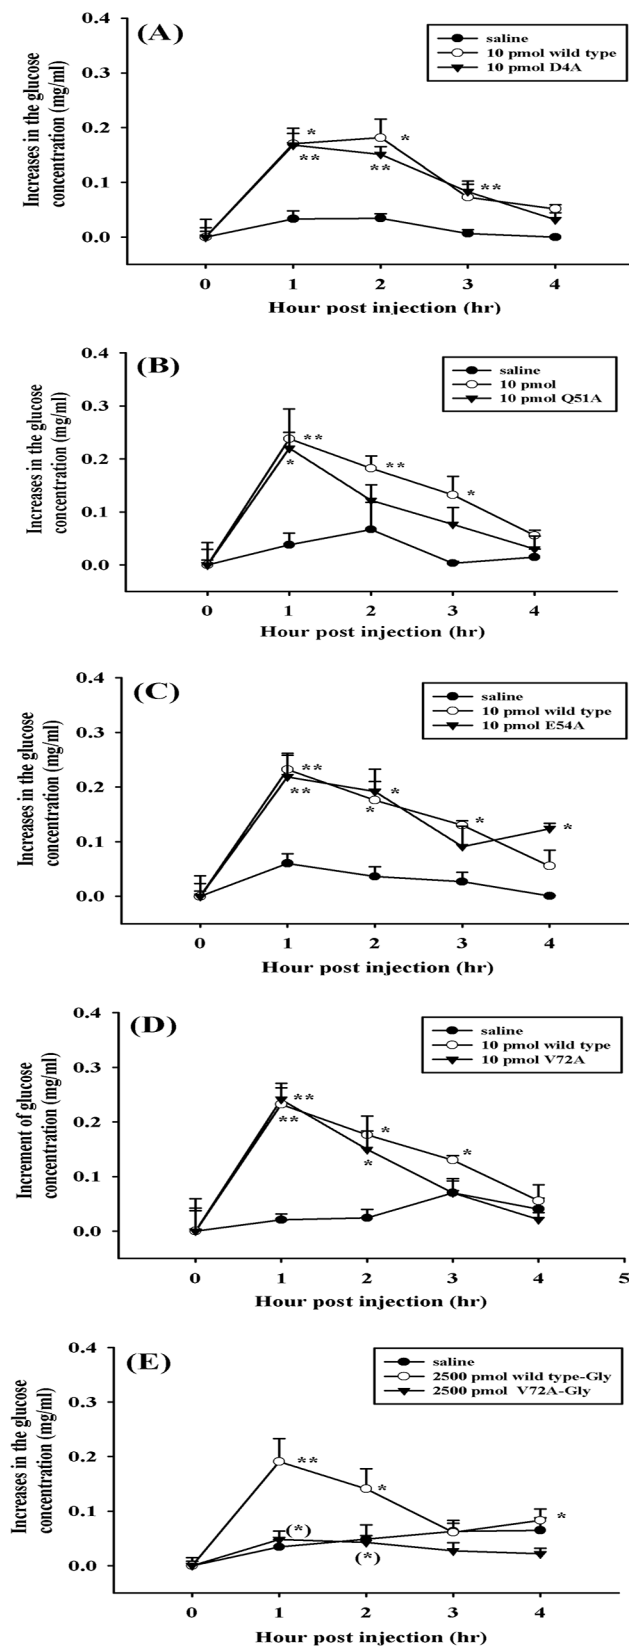 (A)
saline
10 pmol wild type
10 pmol D4A
Increases in the glucose
concentration (mg/ml)
0.4
0.3
0.2
0.1
0.0
*
**
*
**
**
0 1 2 3 4
Hour post injection (hr)
(B)
saline
10 pmol
10 pmol Q51A
Increases in the glucose
concentration (mg/ml)
0.4
0.3
0.2
0.1
0.0
**
*
**
*
0 1 2 3 4
Hour post injection (hr)
(C)
saline
10 pmol wild type
10 pmol E54A
Increases in the glucose
concentration (mg/ml)
0.4
0.3
0.2
0.1
0.0
**
**
*
*
*
*
0 1 2 3 4
Hour post injection (hr)
(D)
saline
10 pmol wild type
10 pmol V72A
Increment of glucose
concentration (mg/ml)
0.4
0.3
0.2
0.1
0.0
**
**
*
*
*
0 1 2 3 4 5
Hour post injection (hr)
(E)
saline
2500 pmol wild type-Gly
2500 pmol V72A-Gly
Increases in the glucose
concentration (mg/ml)
0.4
0.3
0.2
0.1
0.0
**
*
(*)
(*)
*
0 1 2 3 4
Hour post injection (hr)